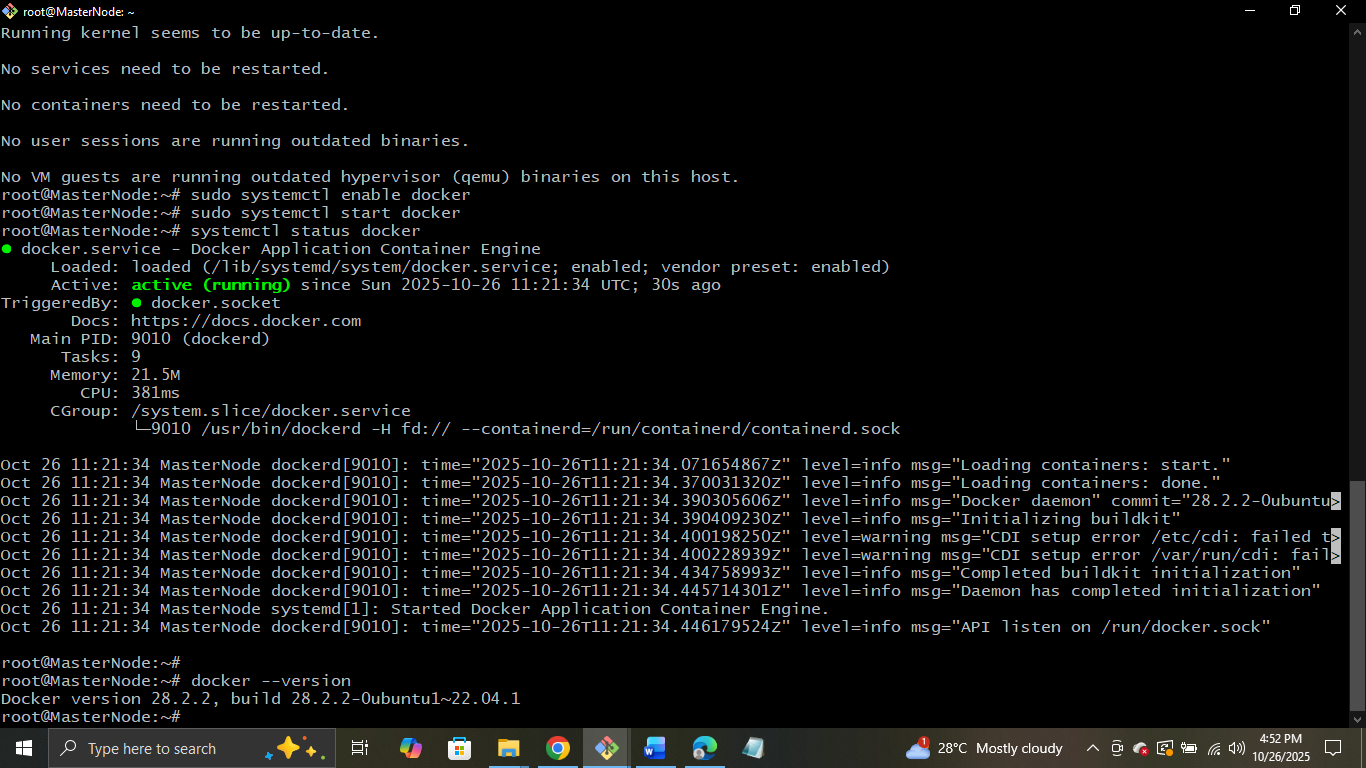 root@MasterNode: ~
Running kernel seems to be up-to-date.
No services need to be restarted.
No containers need to be restarted.
No user sessions are running outdated binaries.
No VM guests are running outdated hypervisor (qemu) binaries on this host.
root@MasterNode:~# sudo systemctl enable docker
root@MasterNode:~# sudo systemctl start docker
root@MasterNode:~# systemctl status docker
● docker.service - Docker Application Container Engine
Loaded: loaded (/lib/systemd/system/docker.service; enabled; vendor preset: enabled)
Active: active (running) since Sun 2025-10-26 11:21:34 UTC; 30s ago
TriggeredBy: ● docker.socket
Docs: https://docs.docker.com
Main PID: 9010 (dockerd)
Tasks: 9
Memory: 21.5M
CPU: 381ms
CGroup: /system.slice/docker.service
└─9010 /usr/bin/dockerd -H fd:// --containerd=/run/containerd/containerd.sock
Oct 26 11:21:34 MasterNode dockerd[9010]: time="2025-10-26T11:21:34.071654867Z" level=info msg="Loading containers: start."
Oct 26 11:21:34 MasterNode dockerd[9010]: time="2025-10-26T11:21:34.370031320Z" level=info msg="Loading containers: done."
Oct 26 11:21:34 MasterNode dockerd[9010]: time="2025-10-26T11:21:34.390305606Z" level=info msg="Docker daemon" commit="28.2.2-0ubuntu>
Oct 26 11:21:34 MasterNode dockerd[9010]: time="2025-10-26T11:21:34.390409230Z" level=info msg="Initializing buildkit"
Oct 26 11:21:34 MasterNode dockerd[9010]: time="2025-10-26T11:21:34.400198250Z" level=warning msg="CDI setup error /etc/cdi: failed t>
Oct 26 11:21:34 MasterNode dockerd[9010]: time="2025-10-26T11:21:34.400228939Z" level=warning msg="CDI setup error /var/run/cdi: fail>
Oct 26 11:21:34 MasterNode dockerd[9010]: time="2025-10-26T11:21:34.434758993Z" level=info msg="Completed buildkit initialization"
Oct 26 11:21:34 MasterNode dockerd[9010]: time="2025-10-26T11:21:34.445714301Z" level=info msg="Daemon has completed initialization"
Oct 26 11:21:34 MasterNode systemd[1]: Started Docker Application Container Engine.
Oct 26 11:21:34 MasterNode dockerd[9010]: time="2025-10-26T11:21:34.446179524Z" level=info msg="API listen on /run/docker.sock"
root@MasterNode:~#
root@MasterNode:~# docker --version
Docker version 28.2.2, build 28.2.2-0ubuntu1~22.04.1
root@MasterNode:~#
Type here to search
1
28°C Mostly cloudy
4:52 PM
10/26/2025